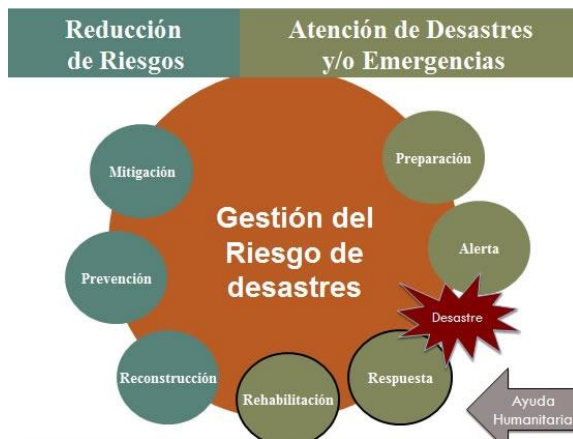 Reducción
de Riesgos
Atención de Desastres
y/o Emergencias
Mitigación
Preparación
Gestión del
Riesgo de
desastres
Prevención
Alerta
Desastre
Reconstrucción
Rehabilitación
Respuesta
Ayuda
Humanitaria